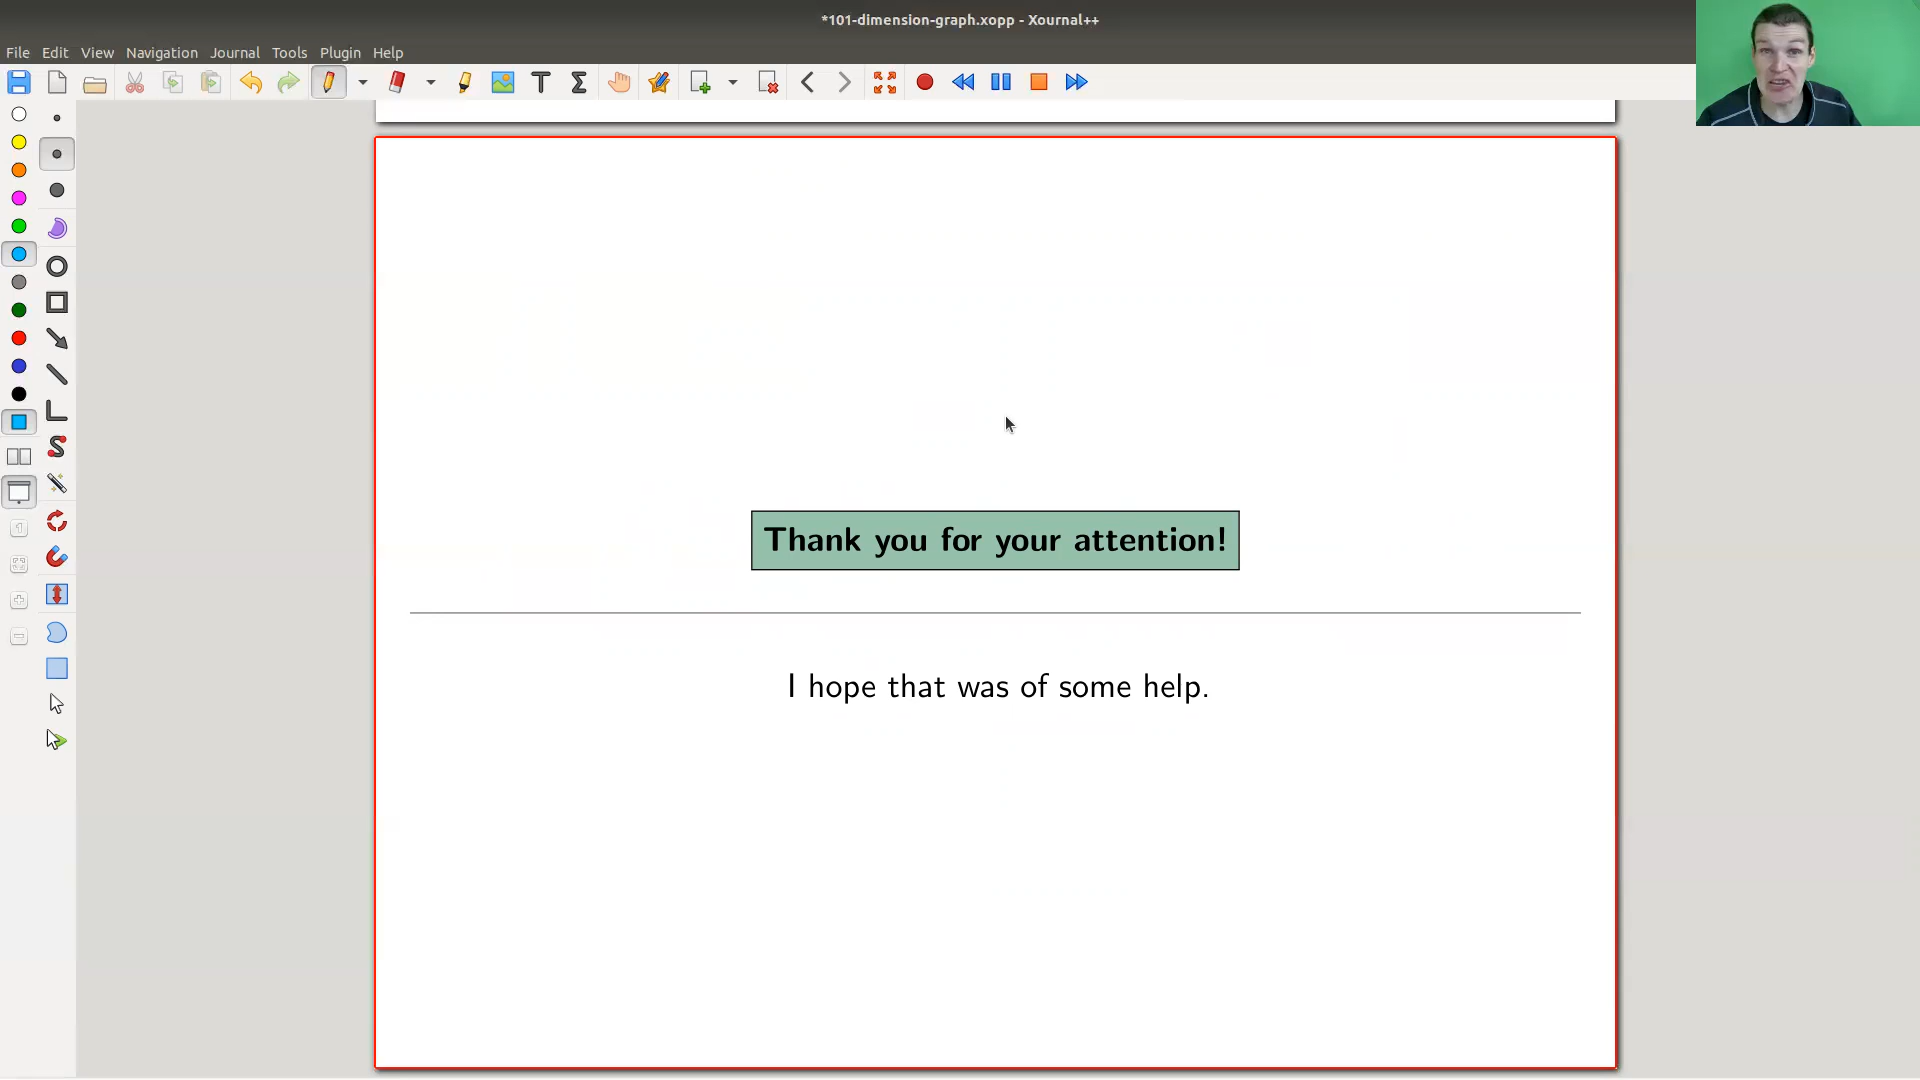 *101-dimension-graph.xopp - Xournal++
File Edit View Navigation Journal Tools Plugin Help
Thank you for your attention!
I hope that was of some help.